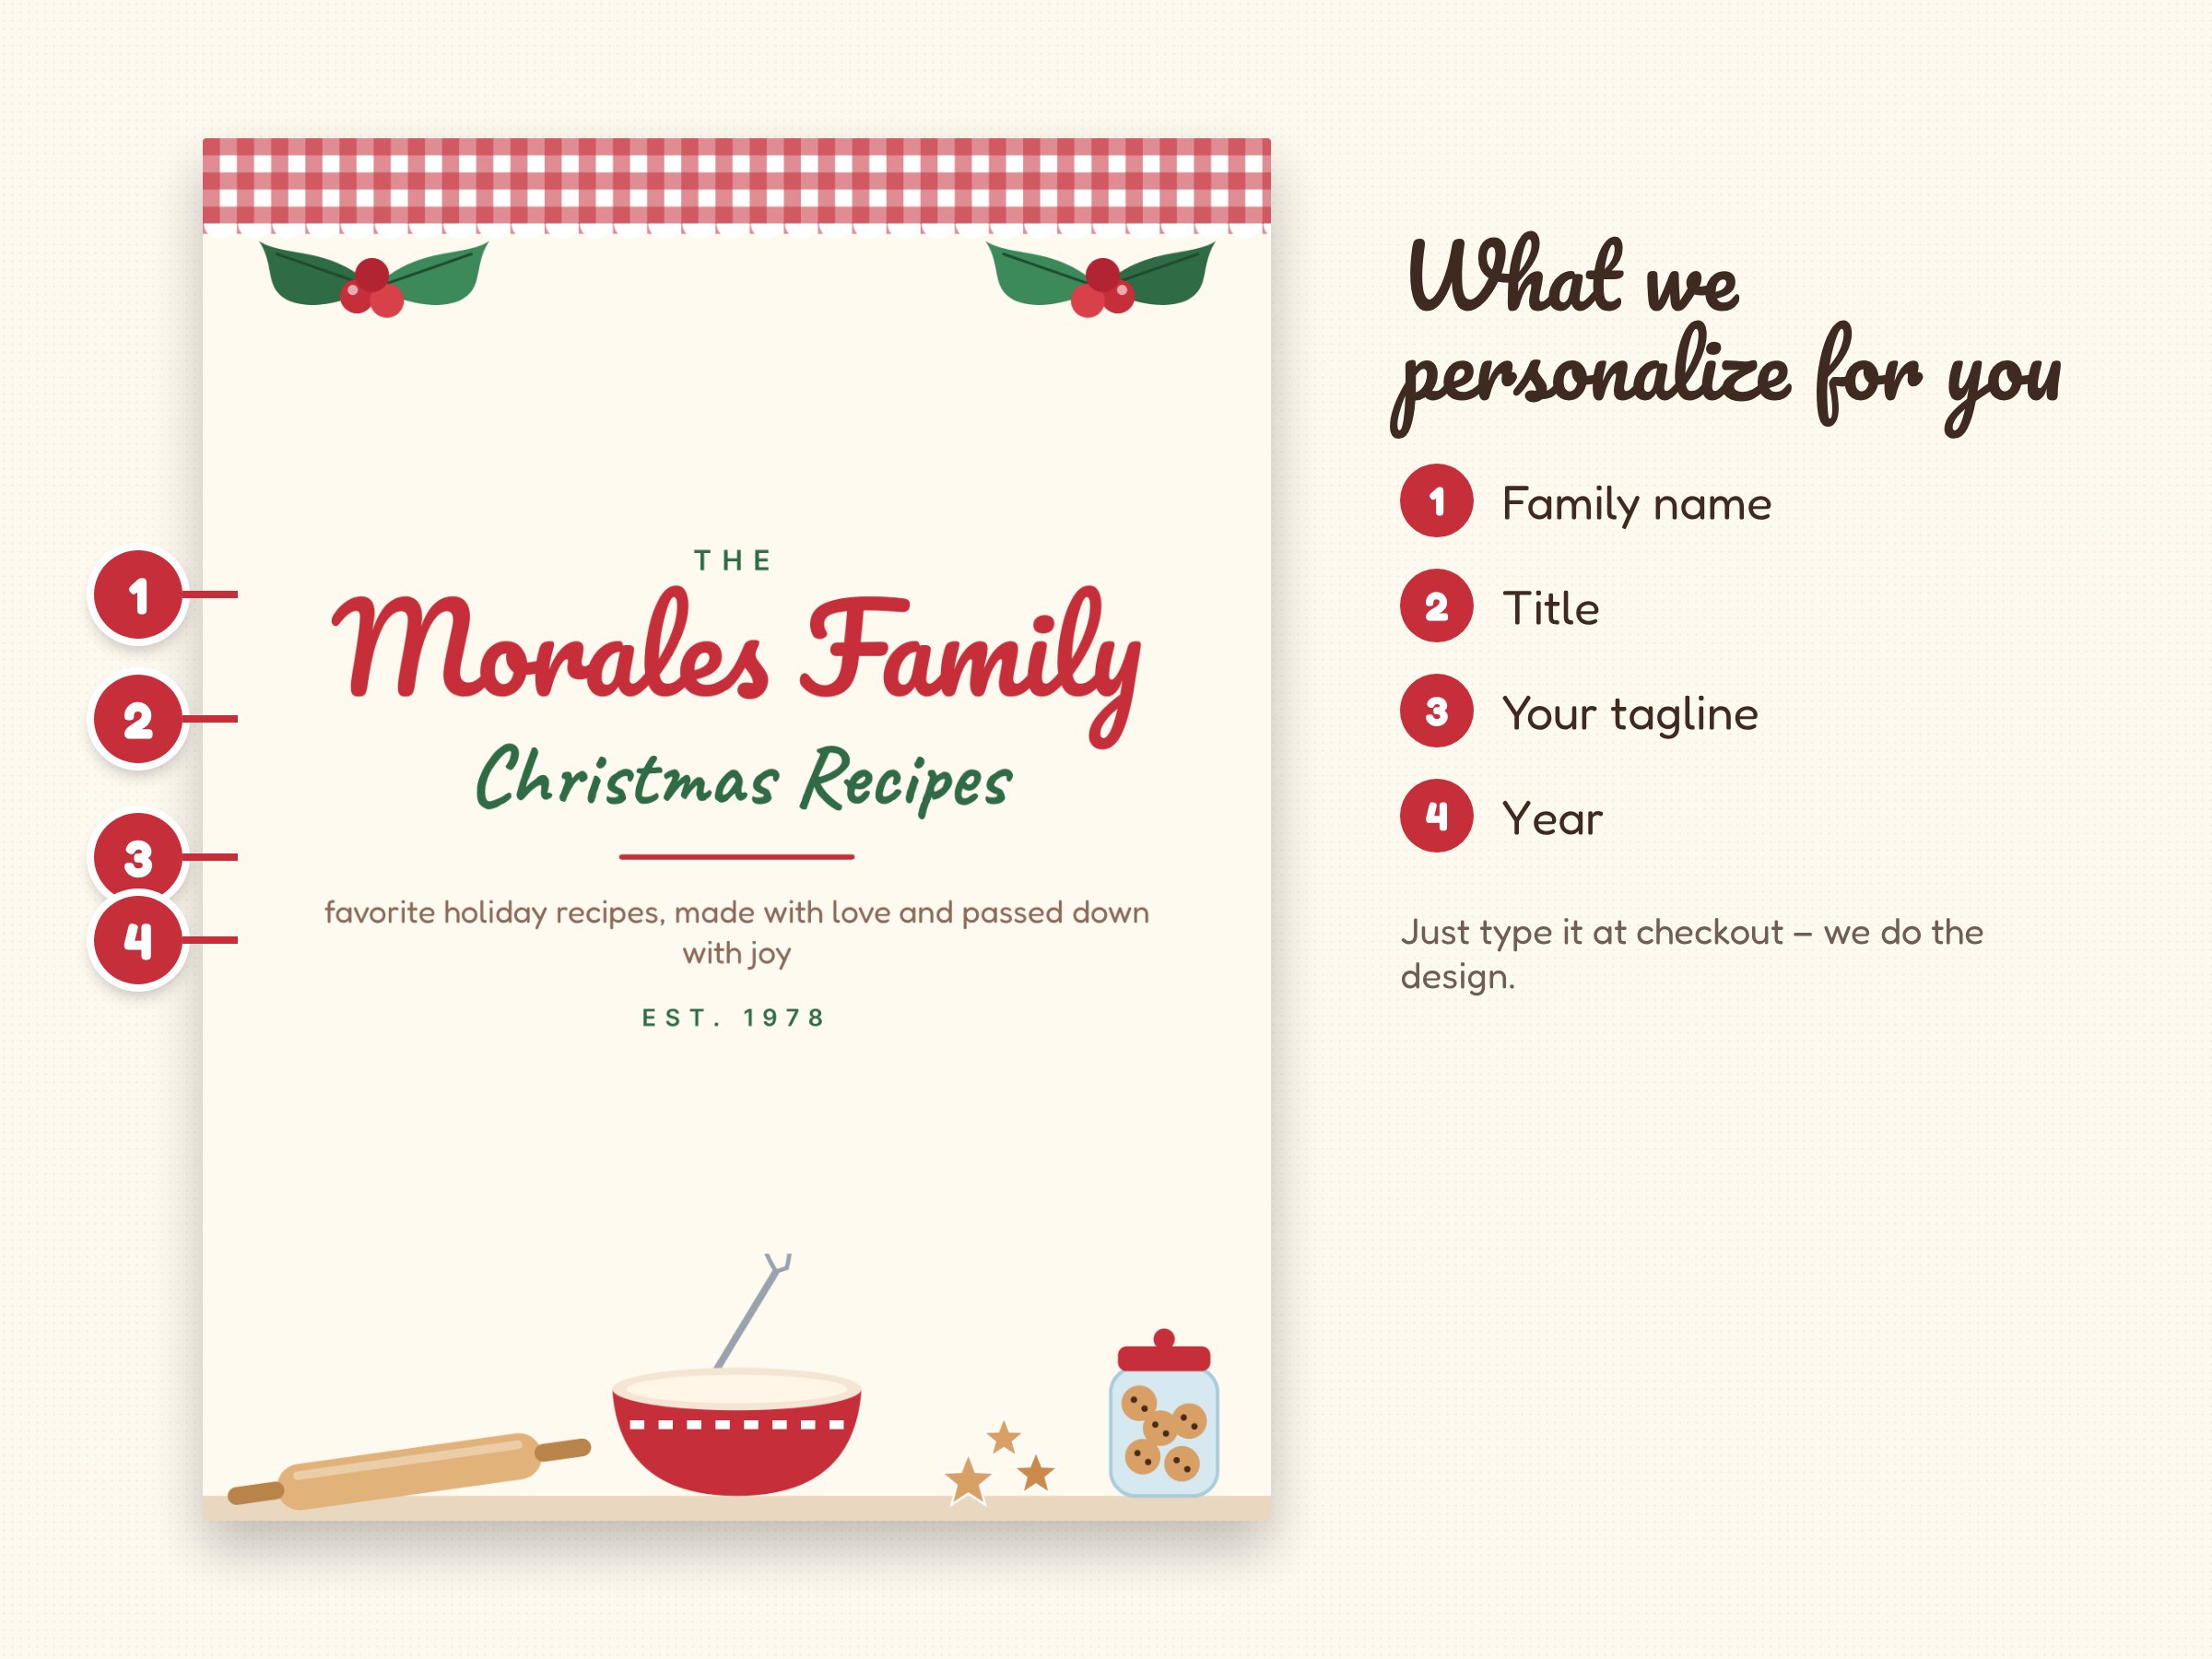 THE
1
Morales Family
2
Christmas Recipes
3
favorite holiday recipes, made with love and passed down
4
with joy
EST. 1978
What we
personalize for you
1 Family name
2 Title
3 Your tagline
4 Year
Just type it at checkout – we do the
design.